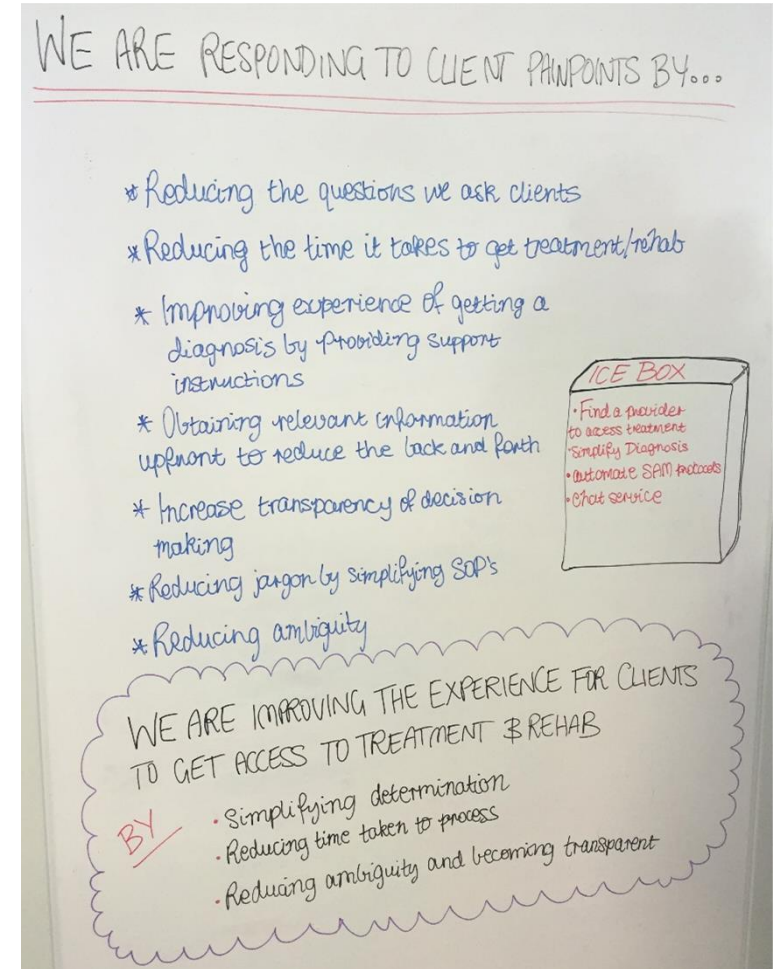 WE ARE RESPONDING TO CLIENT PAINPOINTS BY...
* Reducing the questions we ask clients
* Reducing the time it takes to get treatment/rehab
* Improving experience of getting a
diagnosis by providing support
instructions
* Obtaining relevant information
upfront to reduce the back and forth
* Increase transparency of decision
making
* Reducing jargon by simplifying SOP's
* Reducing ambiguity
ICE BOX
• Find a provider
to access treatment
• Simplify Diagnosis
• automate SAM protocols
• Chat service
WE ARE IMPROVING THE EXPERIENCE FOR CLIENTS
TO GET ACCESS TO TREATMENT & REHAB
BY
• Simplifying determination
• Reducing time taken to process
• Reducing ambiguity and becoming transparent